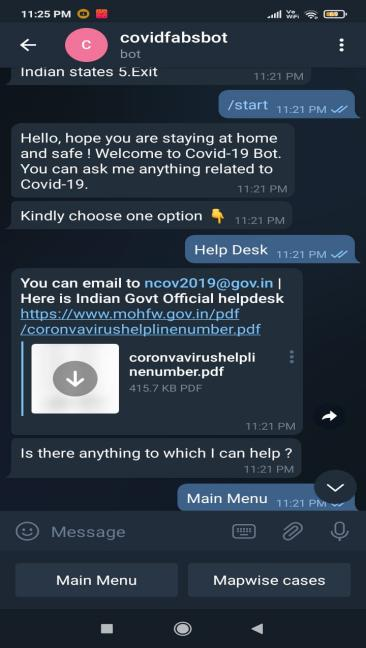 11:25 PM
Vo
WiFi
covidfabsbot
C
bot
Indian states 5.Exit
11:21 PM
/start 11:21 PM
Hello, hope you are staying at home
and safe ! Welcome to Covid-19 Bot.
You can ask me anything related to
Covid-19.
11:21 PM
Kindly choose one option 👇 11:21 PM
Help Desk 11:21 PM
You can email to ncov2019@gov.in |
Here is Indian Govt Official helpdesk
https://www.mohfw.gov.in/pdf
/coronvavirushelplinenumber.pdf
coronvavirushelpli
nenumber.pdf
415.7 KB PDF
11:21 PM
Is there anything to which I can help ?
11:21 PM
Main Menu 11:21 PM
Message
Main Menu
Mapwise cases